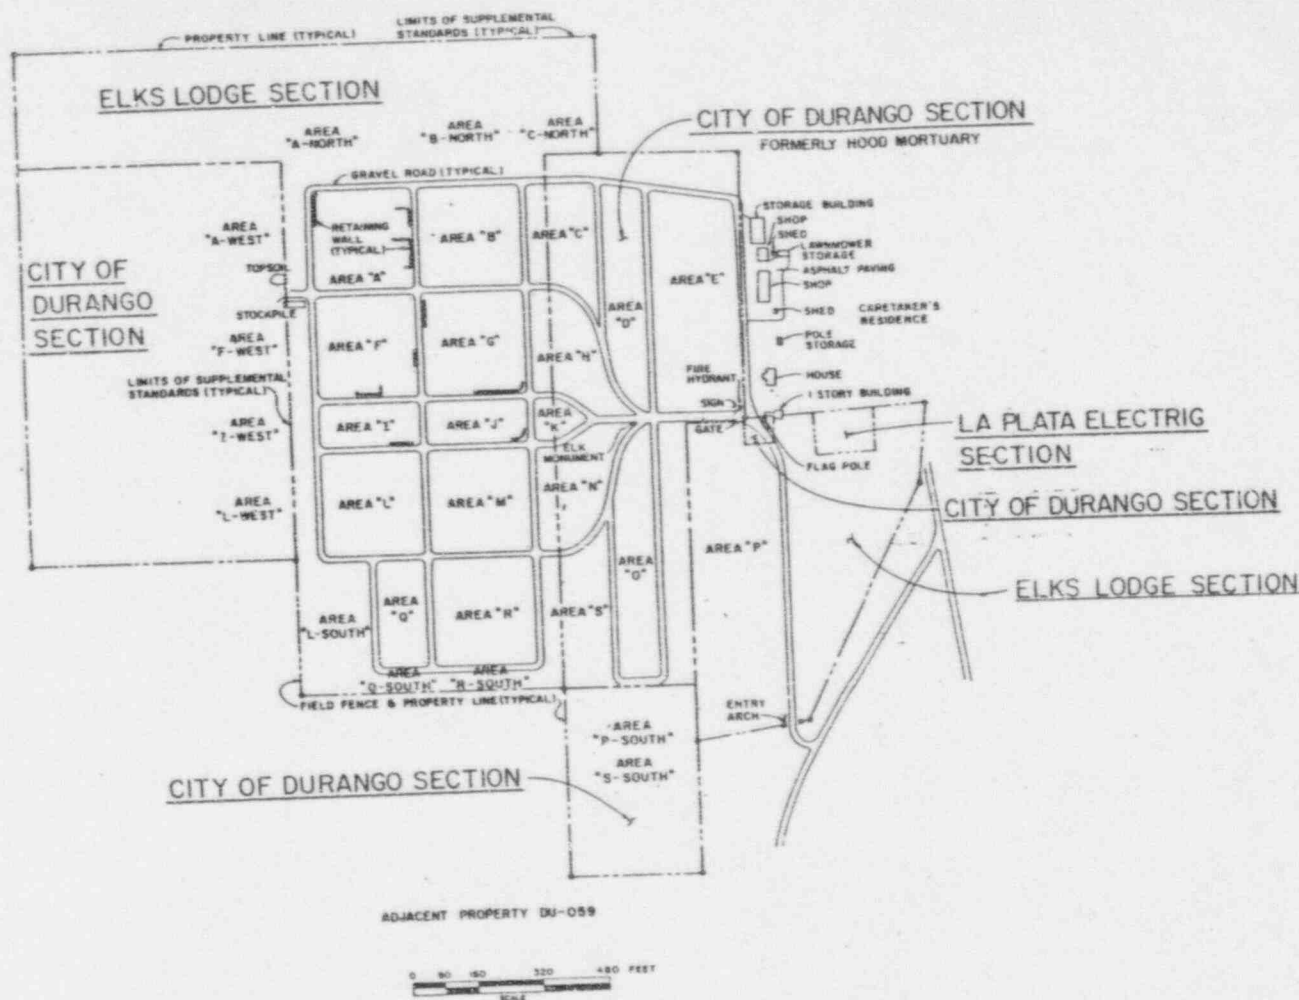 PROPERTY LINE (TYPICAL)
LIMITS OF SUPPLEMENTAL
STANDARDS (TYPICAL)
ELKS LODGE SECTION
AREA
"A-NORTH"
AREA
"B-NORTH"
AREA
"C-NORTH"
CITY OF DURANGO SECTION
FORMERLY HOOD MORTUARY
GRAVEL ROAD (TYPICAL)
STORAGE BUILDING
SHOP
SHED
LAWNMOWER
STORAGE
ASPHALT PAVING
SHOP
SHED
CARETAKER'S
RESIDENCE
POLE
STORAGE
HOUSE
1 STORY BUILDING
AREA
"A-WEST"
RETAINING
WALL
(TYPICAL)
AREA "A"
AREA "B"
AREA "C"
AREA
"D"
AREA "E"
CITY OF
DURANGO
SECTION
TOPSOIL
STOCKPILE
AREA
"F-WEST"
AREA "F"
AREA "G"
AREA "H"
FIRE
HYDRANT
SIGN
GATE
LIMITS OF SUPPLEMENTAL
STANDARDS (TYPICAL)
AREA
"I-WEST"
AREA "I"
AREA "J"
AREA
"K"
ELK
MONUMENT
FLAG POLE
LA PLATA ELECTRIG
SECTION
AREA
"L-WEST"
AREA "L"
AREA "M"
AREA "N"
CITY OF DURANGO SECTION
AREA
"O"
AREA "P"
ELKS LODGE SECTION
AREA
"L-SOUTH"
AREA
"Q"
AREA "R"
AREA "S"
AREA
"Q-SOUTH"
AREA
"R-SOUTH"
FIELD FENCE & PROPERTY LINE (TYPICAL)
ENTRY
ARCH
AREA
"P-SOUTH"
AREA
"S-SOUTH"
CITY OF DURANGO SECTION
ADJACENT PROPERTY DU-059
0 80 160 320 480 FEET
SCALE